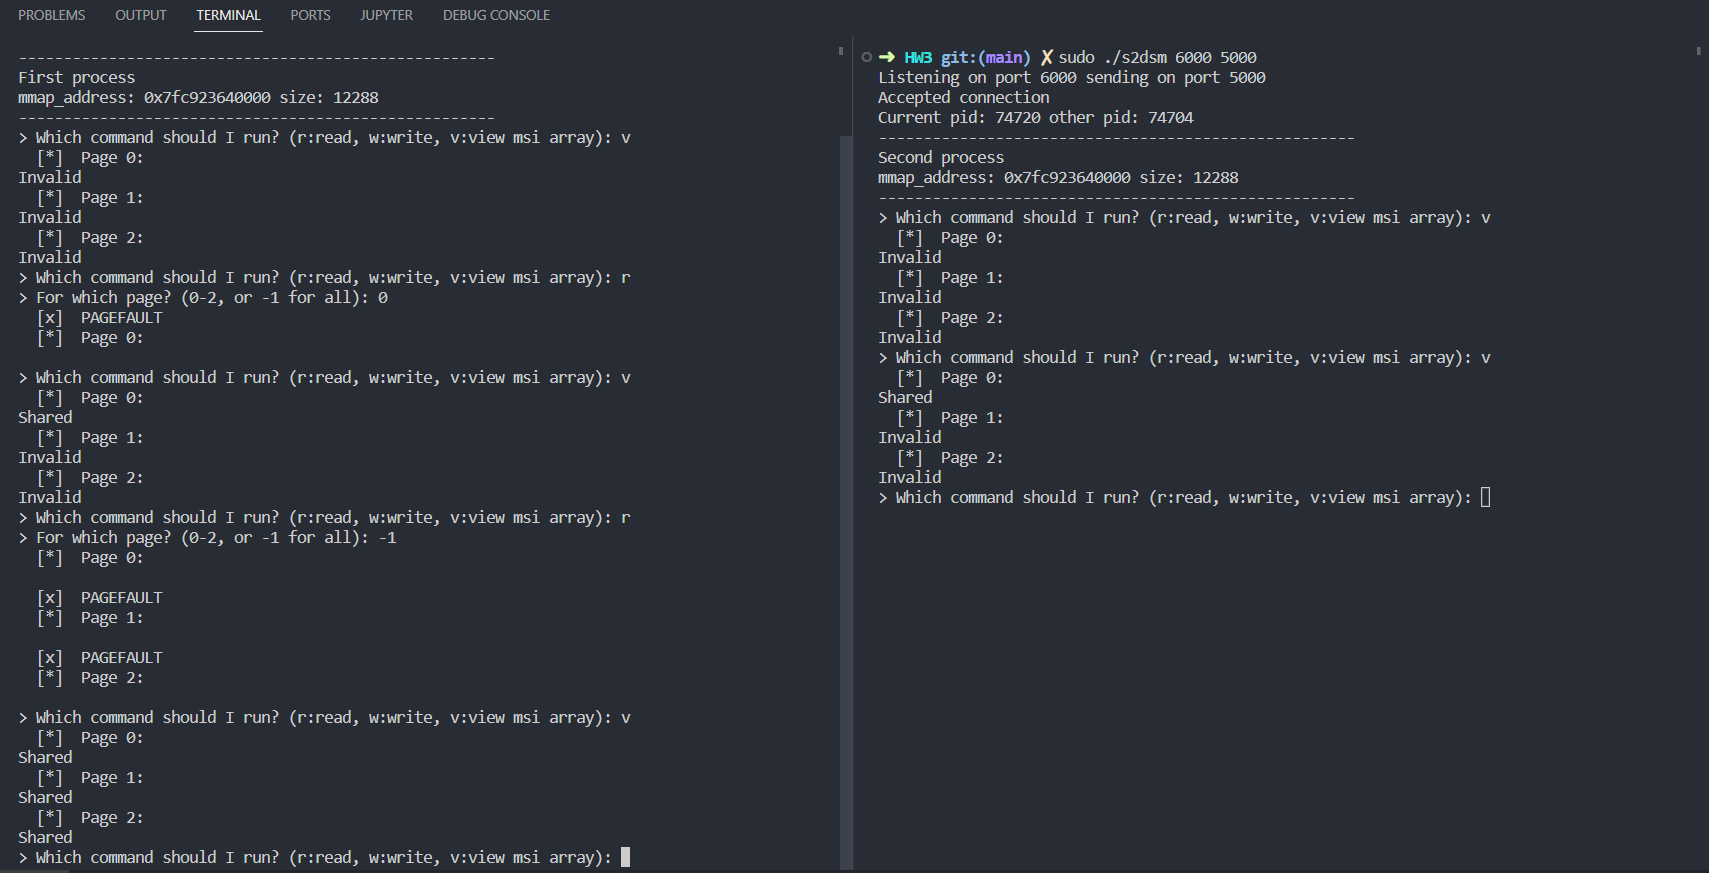 PROBLEMS OUTPUT TERMINAL PORTS JUPYTER DEBUG CONSOLE
-----------------------------------------------------
First process
mmap_address: 0x7fc923640000 size: 12288
-----------------------------------------------------
> Which command should I run? (r:read, w:write, v:view msi array): v
[*] Page 0:
Invalid
[*] Page 1:
Invalid
[*] Page 2:
Invalid
> Which command should I run? (r:read, w:write, v:view msi array): r
> For which page? (0-2, or -1 for all): 0
[x] PAGEFAULT
[*] Page 0:
> Which command should I run? (r:read, w:write, v:view msi array): v
[*] Page 0:
Shared
[*] Page 1:
Invalid
[*] Page 2:
Invalid
> Which command should I run? (r:read, w:write, v:view msi array): r
> For which page? (0-2, or -1 for all): -1
[*] Page 0:
[x] PAGEFAULT
[*] Page 1:
[x] PAGEFAULT
[*] Page 2:
> Which command should I run? (r:read, w:write, v:view msi array): v
[*] Page 0:
Shared
[*] Page 1:
Shared
[*] Page 2:
Shared
> Which command should I run? (r:read, w:write, v:view msi array):
➜ HW3 git:(main) ✗ sudo ./s2dsm 6000 5000
Listening on port 6000 sending on port 5000
Accepted connection
Current pid: 74720 other pid: 74704
-----------------------------------------------------
Second process
mmap_address: 0x7fc923640000 size: 12288
-----------------------------------------------------
> Which command should I run? (r:read, w:write, v:view msi array): v
[*] Page 0:
Invalid
[*] Page 1:
Invalid
[*] Page 2:
Invalid
> Which command should I run? (r:read, w:write, v:view msi array): v
[*] Page 0:
Shared
[*] Page 1:
Invalid
[*] Page 2:
Invalid
> Which command should I run? (r:read, w:write, v:view msi array):